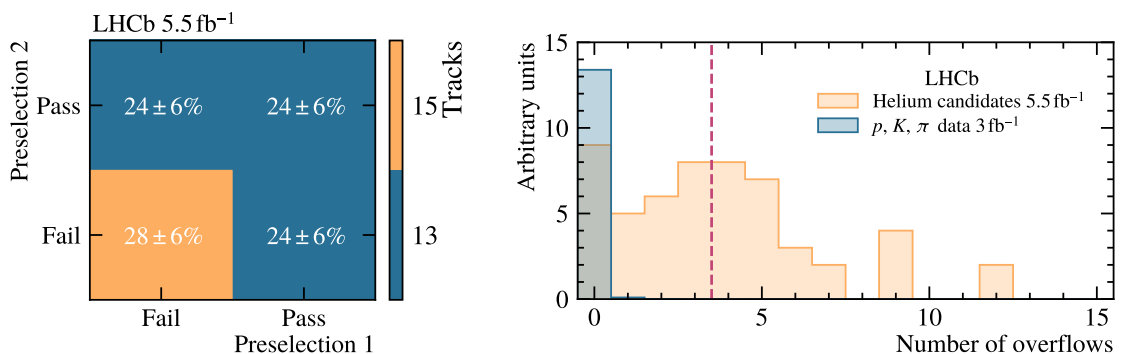 LHCb 5.5 fb⁻¹
Preselection 2
Pass
Fail
24 ± 6%
24 ± 6%
28 ± 6%
24 ± 6%
Fail
Pass
Preselection 1
15
13
Tracks
Arbitrary units
15
10
5
0
LHCb
Helium candidates 5.5 fb⁻¹
p, K, π data 3 fb⁻¹
0
5
10
15
Number of overflows